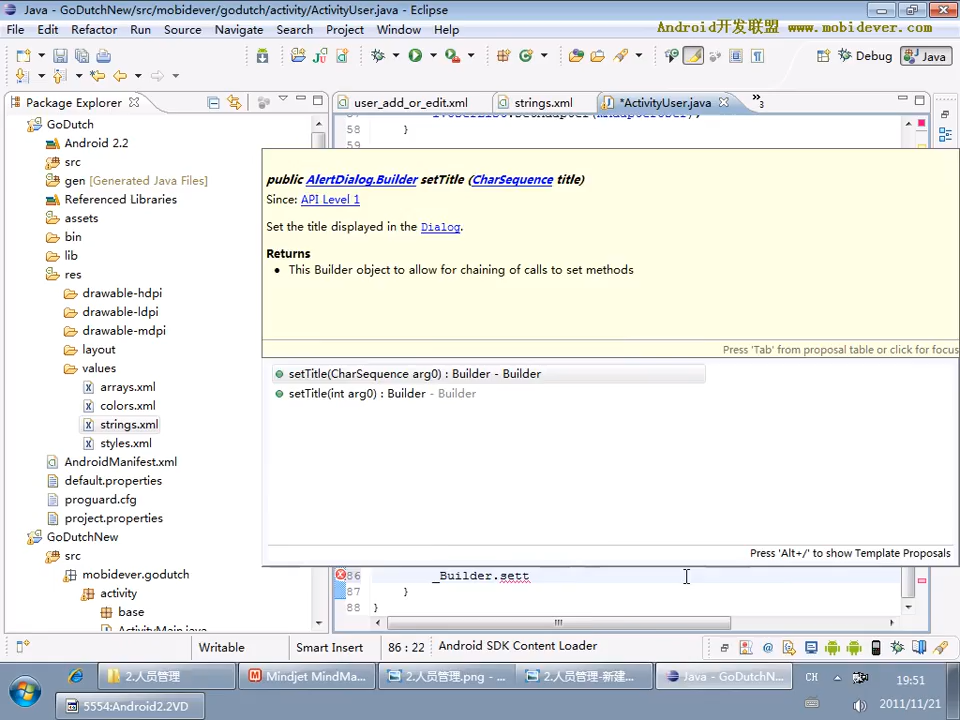 Java - GoDutchNew/src/mobidever/godutch/activity/ActivityUser.java - Eclipse
Android开发联盟 www.mobidever.com
File Edit Refactor Run Source Navigate Search Project Window Help
Debug Java
Package Explorer
user_add_or_edit.xml strings.xml *ActivityUser.java 3
GoDutch
Android 2.2
src
gen [Generated Java Files]
Referenced Libraries
assets
bin
lib
res
drawable-hdpi
drawable-ldpi
drawable-mdpi
layout
values
arrays.xml
colors.xml
strings.xml
styles.xml
AndroidManifest.xml
default.properties
proguard.cfg
project.properties
GoDutchNew
src
mobidever.godutch
activity
base
ActivityMain.java
58 }
59
public AlertDialog.Builder setTitle (CharSequence title)
Since: API Level 1
Set the title displayed in the Dialog.
Returns
• This Builder object to allow for chaining of calls to set methods
Press 'Tab' from proposal table or click for focus
setTitle(CharSequence arg0) : Builder - Builder
setTitle(int arg0) : Builder - Builder
Press 'Alt+/' to show Template Proposals
86 _Builder.sett
87 }
88 }
Writable Smart Insert 86 : 22 Android SDK Content Loader
2.人员管理 Mindjet MindMa... 2.人员管理.png - ... 2.人员管理-新建... Java - GoDutchN... CH 19:51
5554:Android2.2VD 2011/11/21